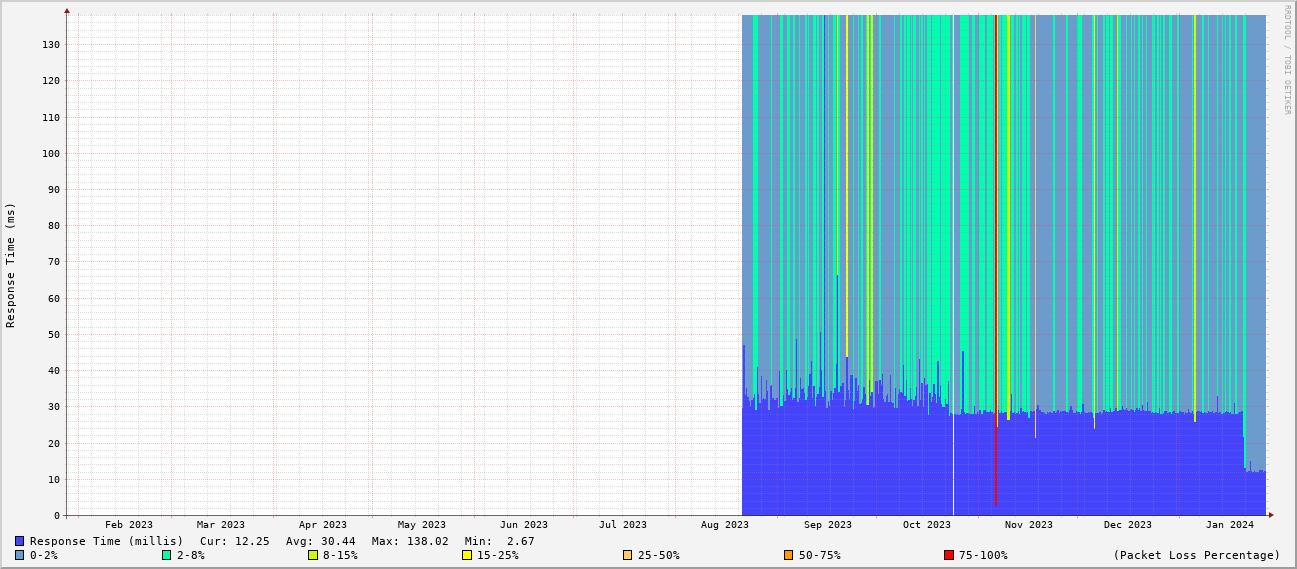 RRDTOOL / TOBI OETIKER
Response Time (ms)
130
120
110
100
90
80
70
60
50
40
30
20
10
0
Feb 2023 Mar 2023 Apr 2023 May 2023 Jun 2023 Jul 2023 Aug 2023 Sep 2023 Oct 2023 Nov 2023 Dec 2023 Jan 2024
Response Time (millis) Cur: 12.25 Avg: 30.44 Max: 138.02 Min: 2.67
0-2% 2-8% 8-15% 15-25% 25-50% 50-75% 75-100% (Packet Loss Percentage)